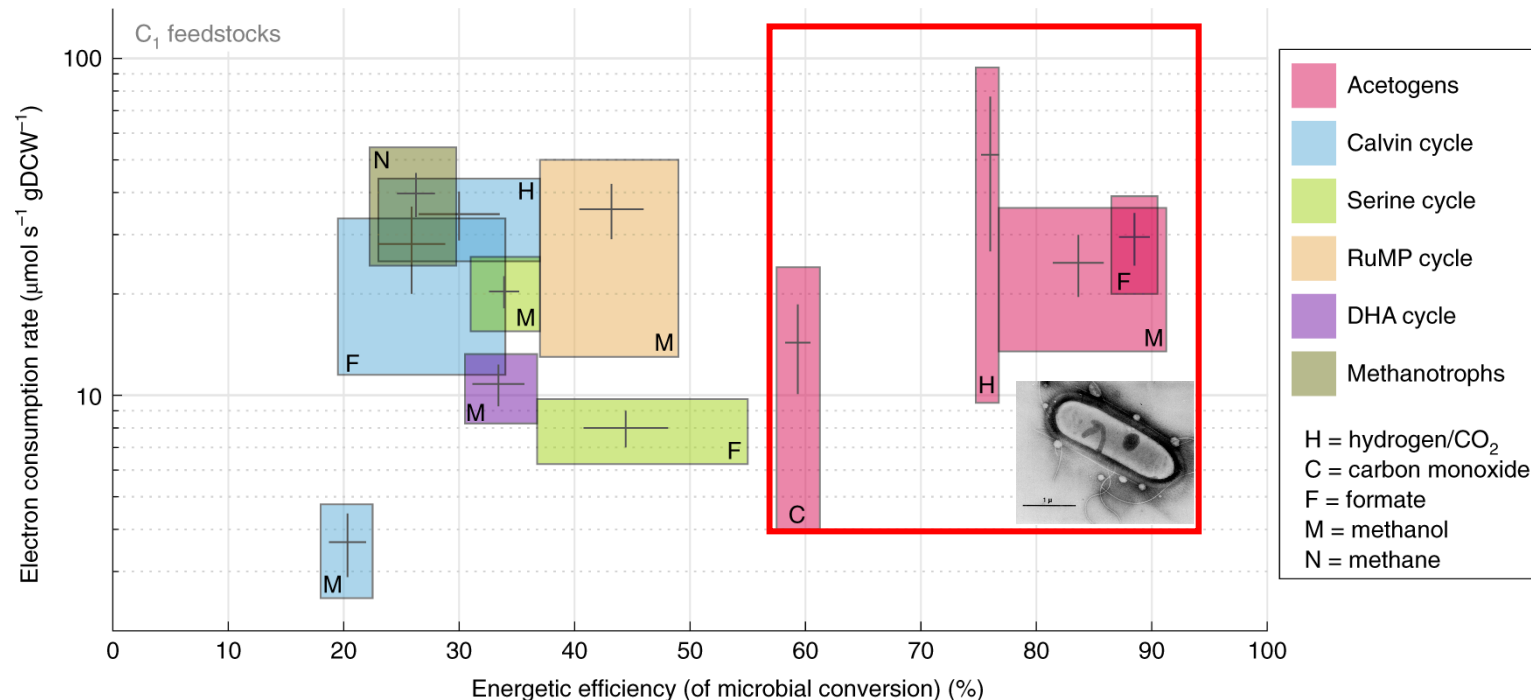 C₁ feedstocks
Electron consumption rate (μmol s⁻¹ gDCW⁻¹)
100
10
N
H
F
M
M
M
M
F
C
H
F
M
1 μ
0 10 20 30 40 50 60 70 80 90 100
Energetic efficiency (of microbial conversion) (%)
Acetogens
Calvin cycle
Serine cycle
RuMP cycle
DHA cycle
Methanotrophs
H = hydrogen/CO₂
C = carbon monoxide
F = formate
M = methanol
N = methane